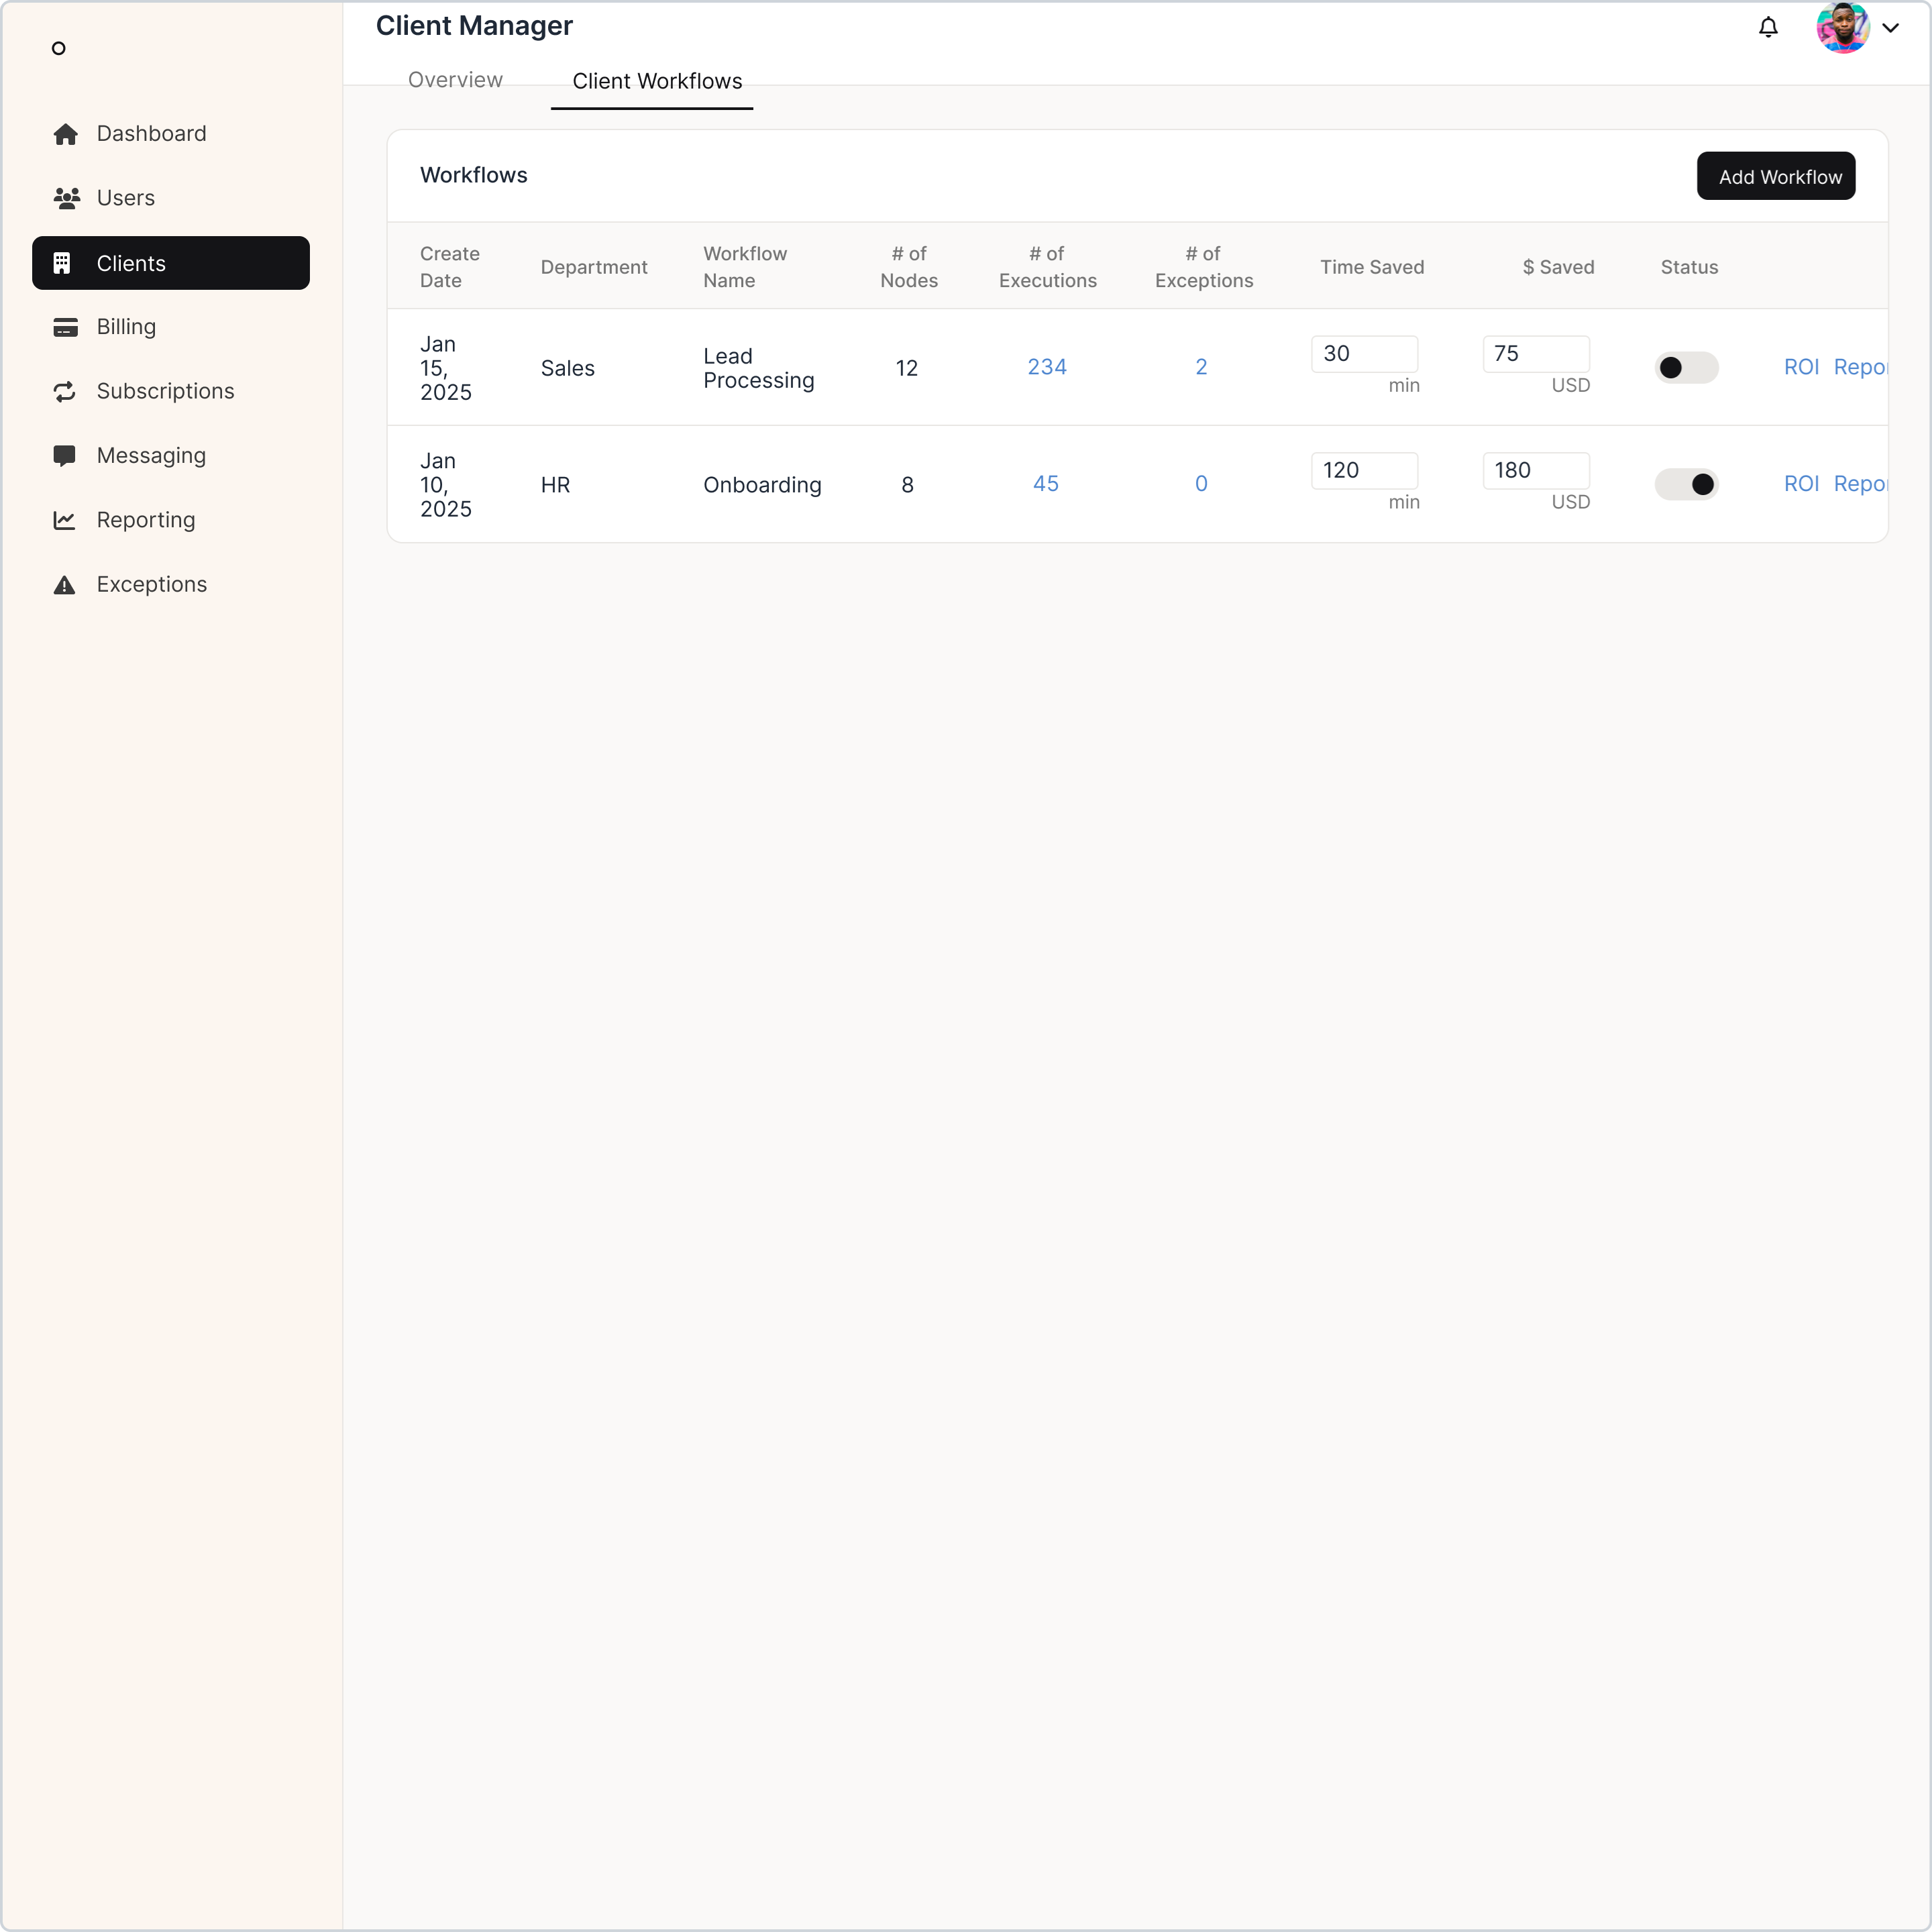 Client Manager
Overview
Client Workflows
Dashboard
Users
Clients
Billing
Subscriptions
Messaging
Reporting
Exceptions
Workflows
Add Workflow
Create
Date
Department
Workflow
Name
# of
Nodes
# of
Executions
# of
Exceptions
Time Saved
$ Saved
Status
Jan
15,
2025
Sales
Lead
Processing
12
234
2
30
min
75
USD
ROI
Jan
10,
2025
HR
Onboarding
8
45
0
120
min
180
USD
ROI